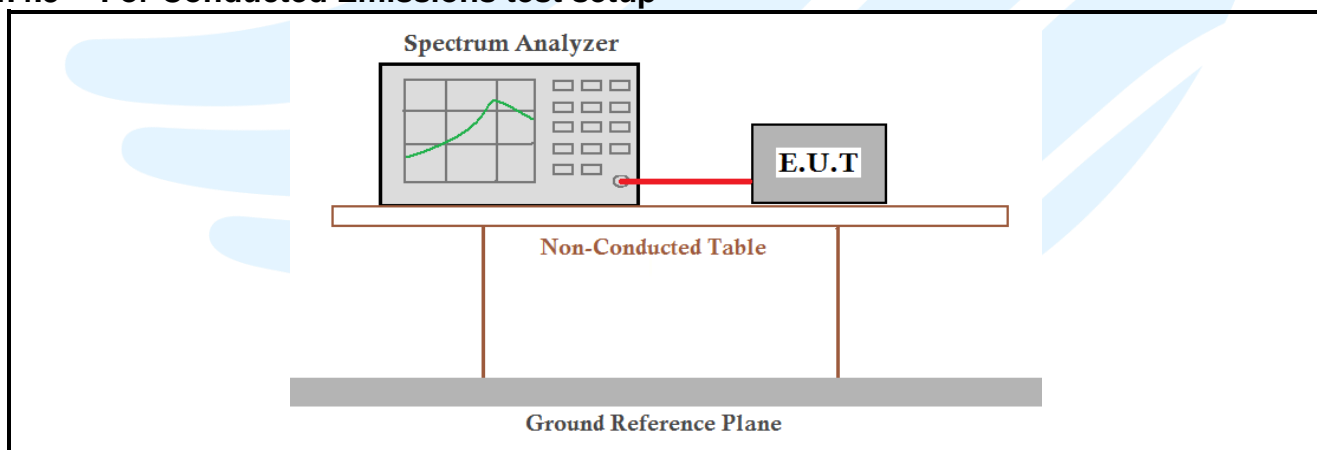 For Conducted Emissions test setup
Spectrum Analyzer
E.U.T
Non-Conducted Table
Ground Reference Plane